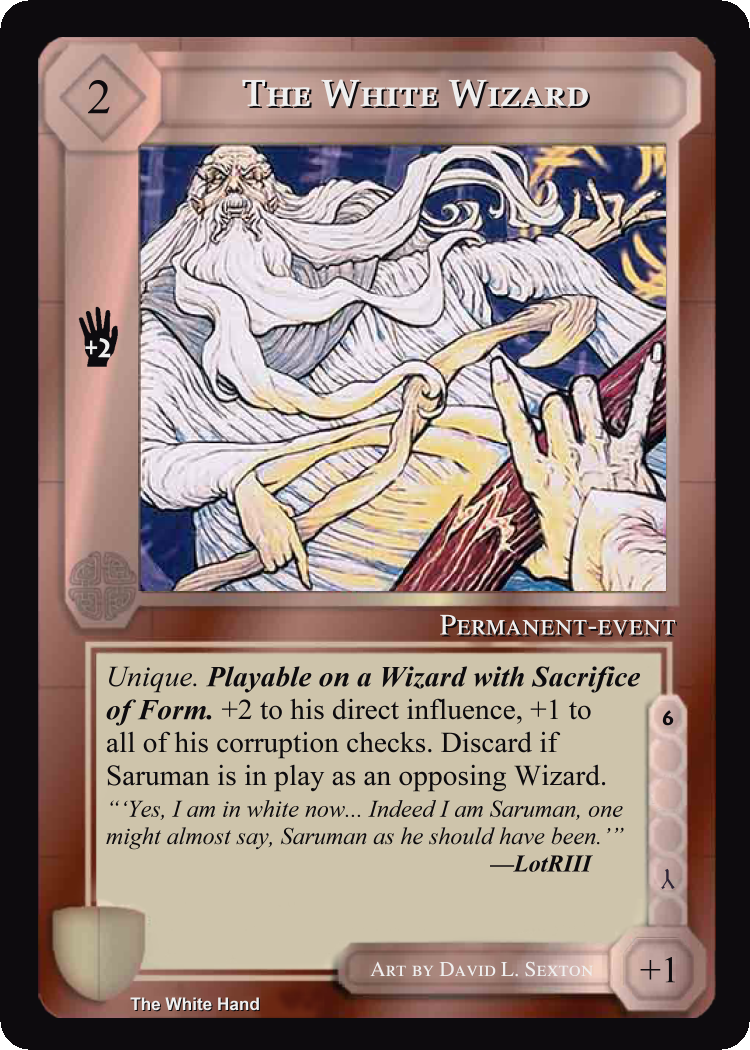 2
THE WHITE WIZARD
+2
PERMANENT-EVENT
Unique. Playable on a Wizard with Sacrifice
of Form. +2 to his direct influence, +1 to
all of his corruption checks. Discard if
Saruman is in play as an opposing Wizard.
“‘Yes, I am in white now... Indeed I am Saruman, one
might almost say, Saruman as he should have been.’”
—LotRIII
6
ART BY DAVID L. SEXTON
+1
The White Hand